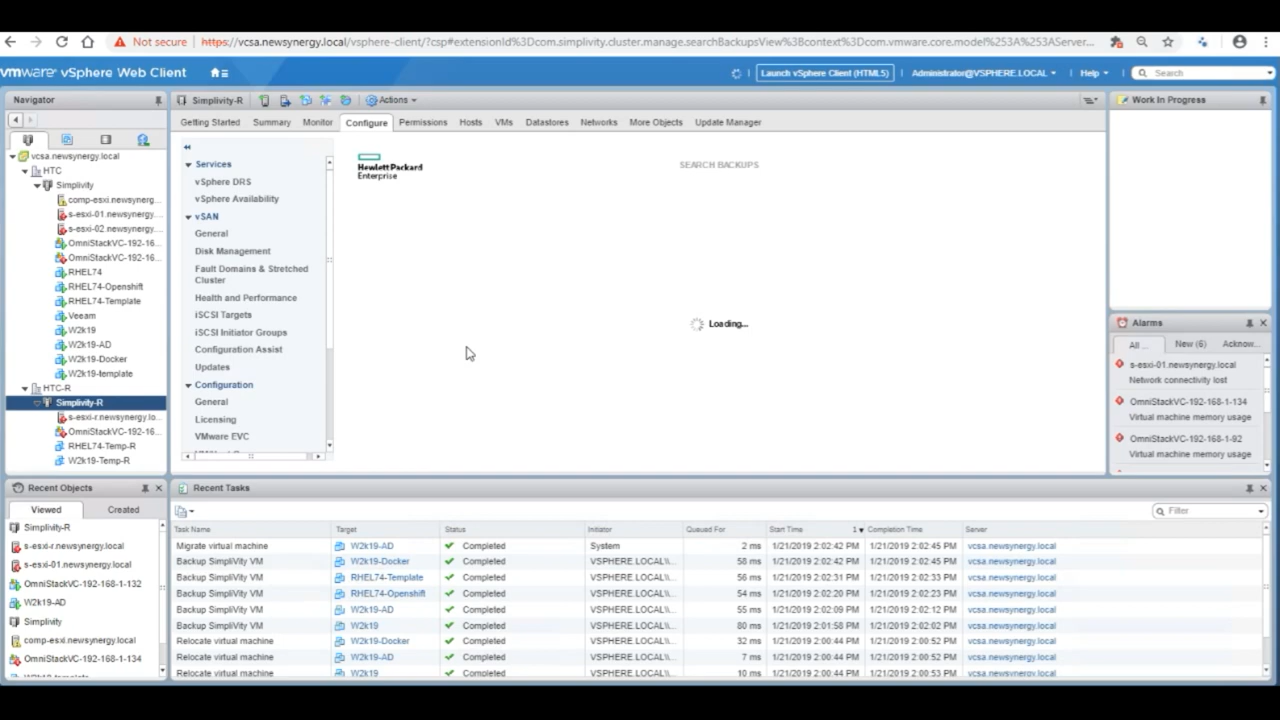 Not secure | https://vcsa.newsynergy.local/vsphere-client/?csp#extensionId%3Dcom.simplivity.cluster.manage.searchBackupsView%3Bcontext%3Dcom.vmware.core.model%253A%253AServer...
vmware® vSphere Web Client
Launch vSphere Client (HTML5) | Administrator@VSPHERE.LOCAL | Help | Search
Navigator
Simplivity-R
Actions
Work In Progress
Getting Started Summary Monitor Configure Permissions Hosts VMs Datastores Networks More Objects Update Manager
vcsa.newsynergy.local
HTC
Simplivity
comp-esxi.newsynerg...
s-esxi-01.newsynergy....
s-esxi-02.newsynergy....
OmniStackVC-192-16...
OmniStackVC-192-16...
RHEL74
RHEL74-Openshift
RHEL74-Template
Veeam
W2k19
W2k19-AD
W2k19-Docker
W2k19-template
HTC-R
Simplivity-R
s-esxi-r.newsynergy.lo...
OmniStackVC-192-16...
RHEL74-Temp-R
W2k19-Temp-R
Services
vSphere DRS
vSphere Availability
vSAN
General
Disk Management
Fault Domains & Stretched
Cluster
Health and Performance
iSCSI Targets
iSCSI Initiator Groups
Configuration Assist
Updates
Configuration
General
Licensing
VMware EVC
Hewlett Packard
Enterprise
SEARCH BACKUPS
Loading...
Alarms
All ... New (6) Acknow...
s-esxi-01.newsynergy.local
Network connectivity lost
OmniStackVC-192-168-1-134
Virtual machine memory usage
OmniStackVC-192-168-1-92
Virtual machine memory usage
Recent Objects
Viewed Created
Simplivity-R
s-esxi-r.newsynergy.local
s-esxi-01.newsynergy.local
OmniStackVC-192-168-1-132
W2k19-AD
Simplivity
comp-esxi.newsynergy.local
OmniStackVC-192-168-1-134
Recent Tasks
Filter
Task Name Target Status Initiator Queued For Start Time 1 Completion Time Server
Migrate virtual machine W2k19-AD Completed System 2 ms 1/21/2019 2:02:42 PM 1/21/2019 2:02:45 PM vcsa.newsynergy.local
Backup SimpliVity VM W2k19-Docker Completed VSPHERE.LOCAL\\... 58 ms 1/21/2019 2:02:42 PM 1/21/2019 2:02:45 PM vcsa.newsynergy.local
Backup SimpliVity VM RHEL74-Template Completed VSPHERE.LOCAL\\... 56 ms 1/21/2019 2:02:31 PM 1/21/2019 2:02:33 PM vcsa.newsynergy.local
Backup SimpliVity VM RHEL74-Openshift Completed VSPHERE.LOCAL\\... 54 ms 1/21/2019 2:02:20 PM 1/21/2019 2:02:23 PM vcsa.newsynergy.local
Backup SimpliVity VM W2k19-AD Completed VSPHERE.LOCAL\\... 55 ms 1/21/2019 2:02:09 PM 1/21/2019 2:02:12 PM vcsa.newsynergy.local
Backup SimpliVity VM W2k19 Completed VSPHERE.LOCAL\\... 80 ms 1/21/2019 2:01:58 PM 1/21/2019 2:02:02 PM vcsa.newsynergy.local
Relocate virtual machine W2k19-Docker Completed VSPHERE.LOCAL\\... 32 ms 1/21/2019 2:00:44 PM 1/21/2019 2:00:52 PM vcsa.newsynergy.local
Relocate virtual machine W2k19-AD Completed VSPHERE.LOCAL\\... 7 ms 1/21/2019 2:00:44 PM 1/21/2019 2:00:52 PM vcsa.newsynergy.local
Relocate virtual machine W2k19 Completed VSPHERE.LOCAL\\... 10 ms 1/21/2019 2:00:44 PM 1/21/2019 2:00:53 PM vcsa.newsynergy.local